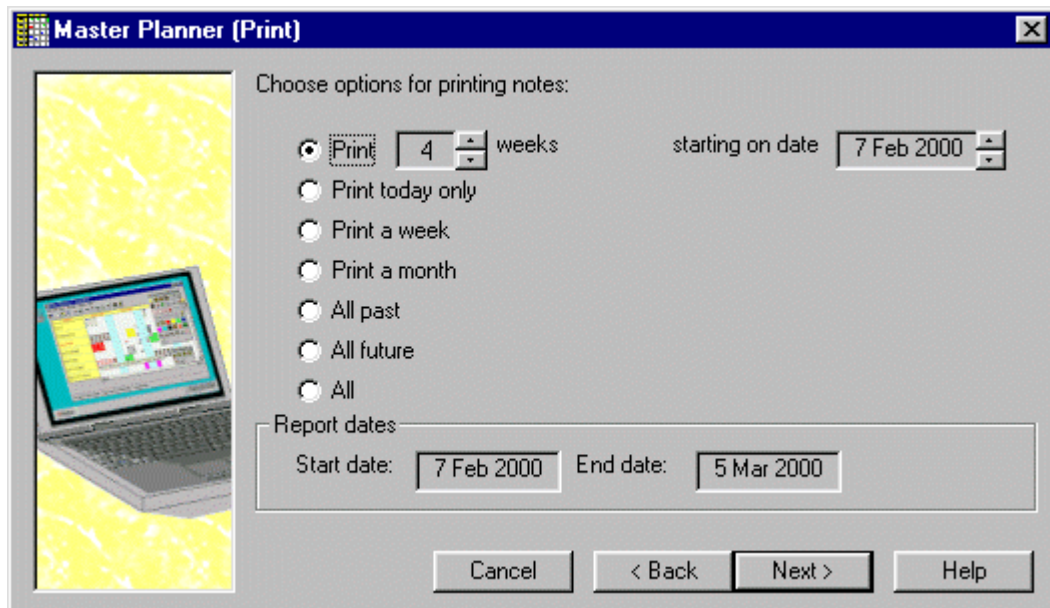 Master Planner (Print)
Choose options for printing notes:
Print 4 weeks starting on date 7 Feb 2000
Print today only
Print a week
Print a month
All past
All future
All
Report dates
Start date: 7 Feb 2000 End date: 5 Mar 2000
Cancel < Back Next > Help